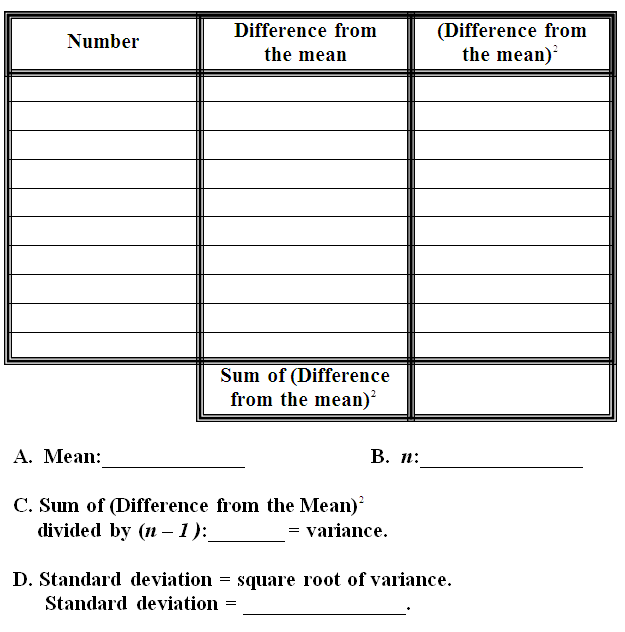 Number
Difference from
the mean
(Difference from
the mean)²
Sum of (Difference
from the mean)²
A. Mean:______________
B. n:________________
C. Sum of (Difference from the Mean)²
divided by (n – 1 ):________= variance.
D. Standard deviation = square root of variance.
Standard deviation = ________________.